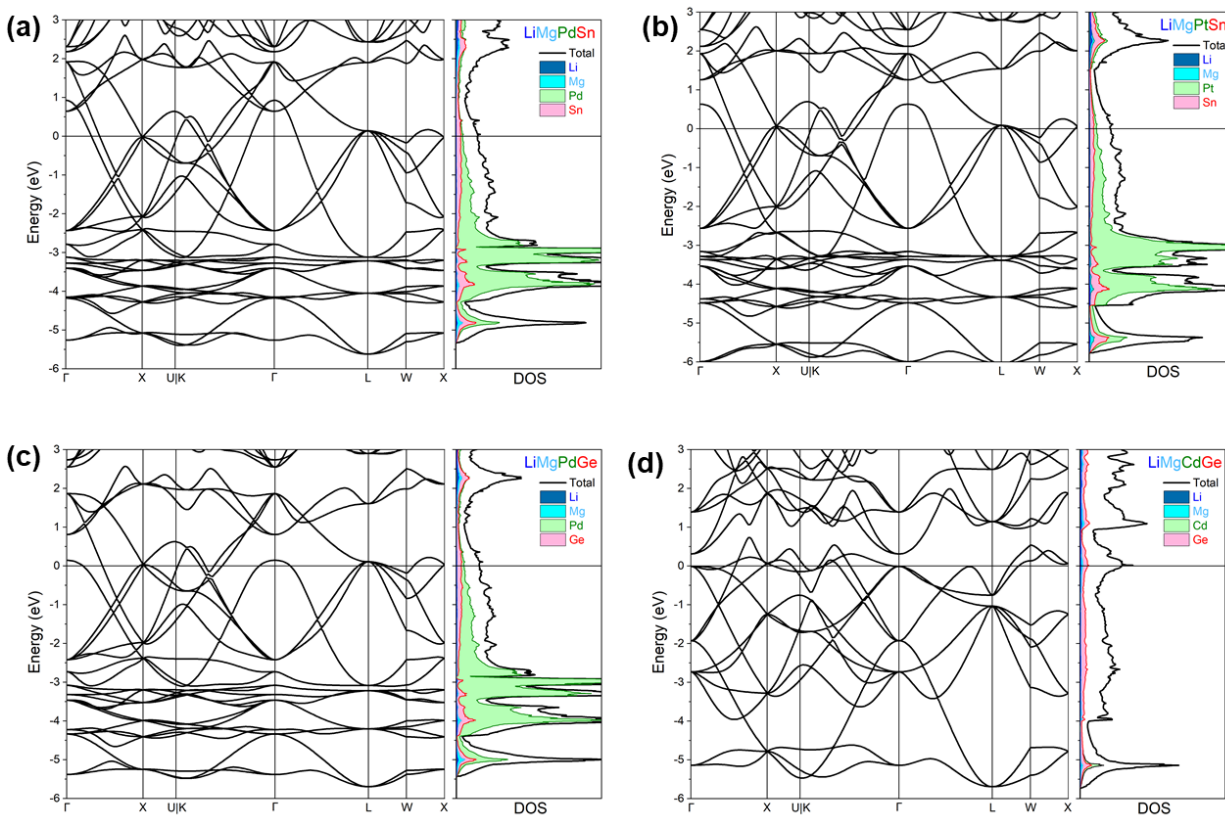 (a)
LiMgPdSn
Total
Li
Mg
Pd
Sn
Energy (eV)
3
2
1
0
-1
-2
-3
-4
-5
-6
Γ X U|K Γ L W X
DOS
(b)
LiMgPtSn
Total
Li
Mg
Pt
Sn
Energy (eV)
3
2
1
0
-1
-2
-3
-4
-5
-6
Γ X U|K Γ L W X
DOS
(c)
LiMgPdGe
Total
Li
Mg
Pd
Ge
Energy (eV)
3
2
1
0
-1
-2
-3
-4
-5
-6
Γ X U|K Γ L W X
DOS
(d)
LiMgCdGe
Total
Li
Mg
Cd
Ge
Energy (eV)
3
2
1
0
-1
-2
-3
-4
-5
-6
Γ X U|K Γ L W X
DOS